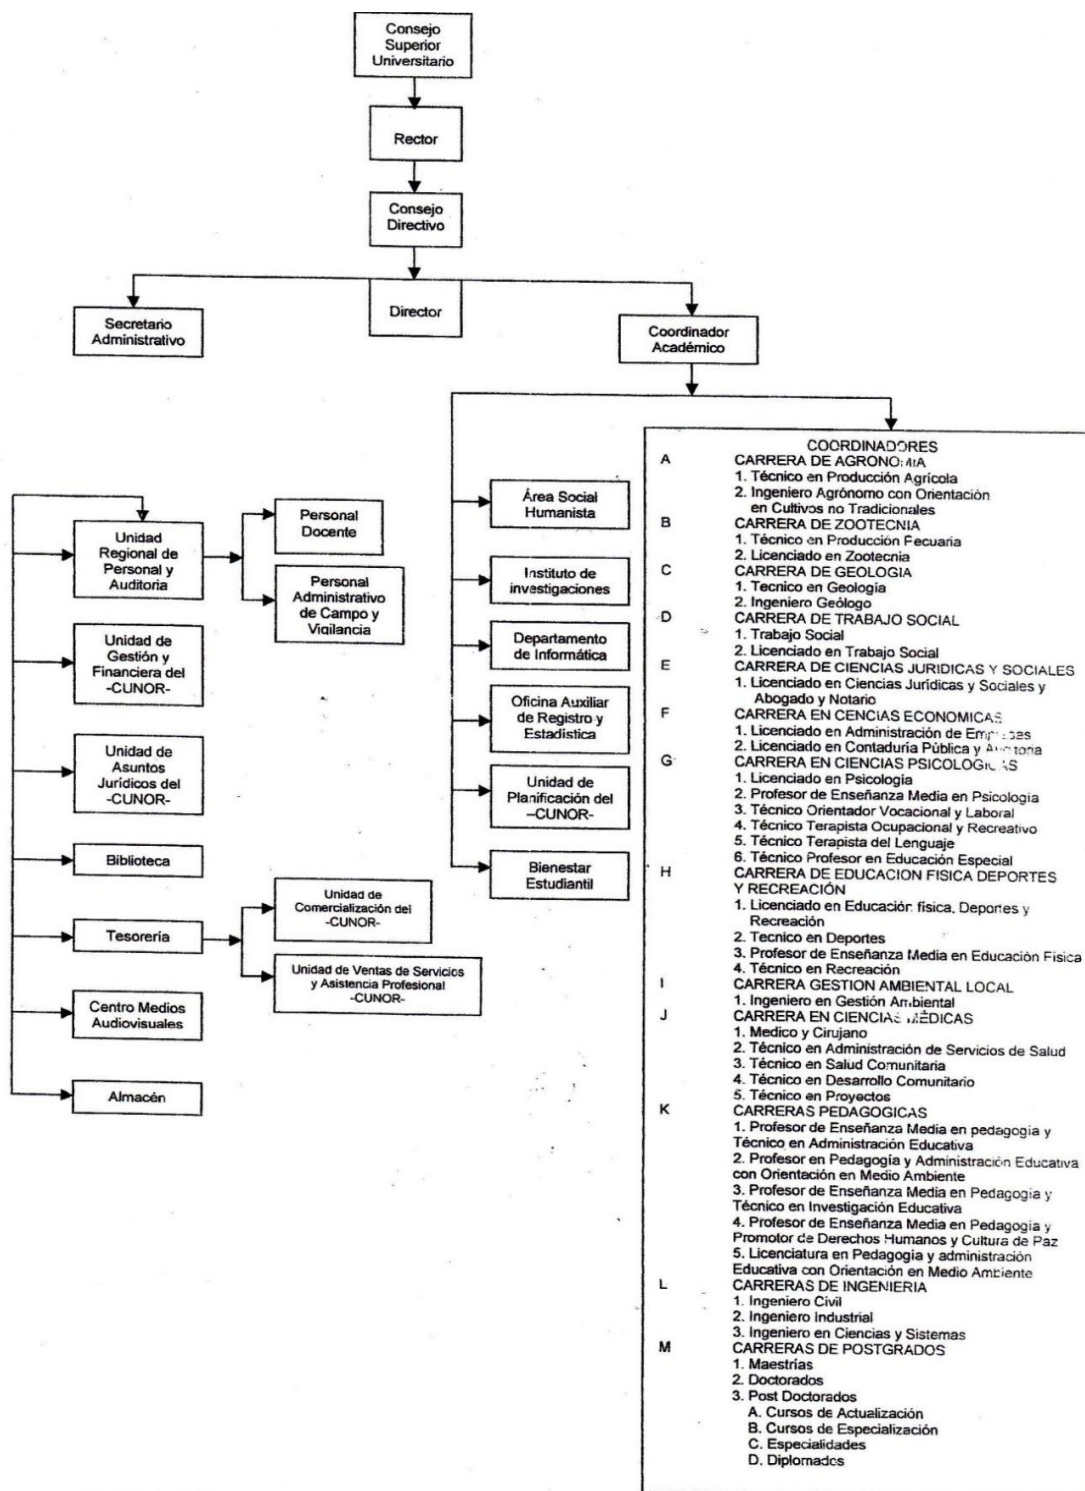 Consejo
Superior
Universitario
Rector
Consejo
Directivo
Director
Secretario
Administrativo
Coordinador
Académico
Unidad
Regional de
Personal y
Auditoria
Personal
Docente
Personal
Administrativo
de Campo y
Vigilancia
Unidad de
Gestión y
Financiera del
-CUNOR-
Unidad de
Asuntos
Jurídicos del
-CUNOR-
Biblioteca
Tesorería
Unidad de
Comercialización del
-CUNOR-
Unidad de Ventas de Servicios
y Asistencia Profesional
-CUNOR-
Centro Medios
Audiovisuales
Almacén
Área Social
Humanista
Instituto de
investigaciones
Departamento
de Informática
Oficina Auxiliar
de Registro y
Estadística
Unidad de
Planificación del
–CUNOR-
Bienestar
Estudiantil
COORDINADORES
A CARRERA DE AGRONOMIA
1. Técnico en Producción Agrícola
2. Ingeniero Agrónomo con Orientación
en Cultivos no Tradicionales
B CARRERA DE ZOOTECNIA
1. Técnico en Producción Pecuaria
2. Licenciado en Zootecnia
C CARRERA DE GEOLOGIA
1. Tecnico en Geología
2. Ingeniero Geólogo
D CARRERA DE TRABAJO SOCIAL
1. Trabajo Social
2. Licenciado en Trabajo Social
E CARRERA DE CIENCIAS JURIDICAS Y SOCIALES
1. Licenciado en Ciencias Jurídicas y Sociales y
Abogado y Notario
F CARRERA EN CENCIAS ECONOMICAS
1. Licenciado en Administración de Empresas
2. Licenciado en Contaduría Pública y Auditoria
G CARRERA EN CIENCIAS PSICOLOGICAS
1. Licenciado en Psicología
2. Profesor de Enseñanza Media en Psicología
3. Técnico Orientador Vocacional y Laboral
4. Técnico Terapista Ocupacional y Recreativo
5. Técnico Terapista del Lenguaje
6. Técnico Profesor en Educación Especial
H CARRERA DE EDUCACION FISICA DEPORTES
Y RECREACIÓN
1. Licenciado en Educación física, Deportes y
Recreación
2. Tecnico en Deportes
3. Profesor de Enseñanza Media en Educación Física
4. Técnico en Recreación
I CARRERA GESTION AMBIENTAL LOCAL
1. Ingeniero en Gestión Ambiental
J CARRERA EN CIENCIAS MÉDICAS
1. Medico y Cirujano
2. Técnico en Administración de Servicios de Salud
3. Técnico en Salud Comunitaria
4. Técnico en Desarrollo Comunitario
5. Técnico en Proyectos
K CARRERAS PEDAGOGICAS
1. Profesor de Enseñanza Media en pedagogía y
Técnico en Administración Educativa
2. Profesor en Pedagogía y Administración Educativa
con Orientación en Medio Ambiente
3. Profesor de Enseñanza Media en Pedagogía y
Técnico en Investigación Educativa
4. Profesor de Enseñanza Media en Pedagogía y
Promotor de Derechos Humanos y Cultura de Paz
5. Licenciatura en Pedagogía y administración
Educativa con Orientación en Medio Ambiente
L CARRERAS DE INGENIERIA
1. Ingeniero Civil
2. Ingeniero Industrial
3. Ingeniero en Ciencias y Sistemas
M CARRERAS DE POSTGRADOS
1. Maestrías
2. Doctorados
3. Post Doctorados
A. Cursos de Actualización
B. Cursos de Especialización
C. Especialidades
D. Diplomados